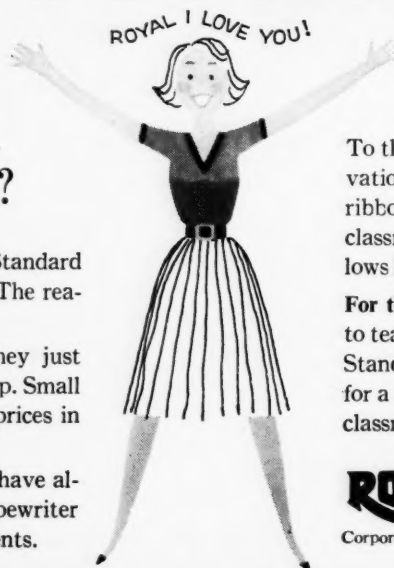 ROYAL I LOVE YOU!
?
Standard
The rea-
hey just
p. Small
prices in
have al-
pewriter
ents.
To th
vatio
ribbo
classr
lows
For t
to tea
Stand
for a
classr
RO
Corpor